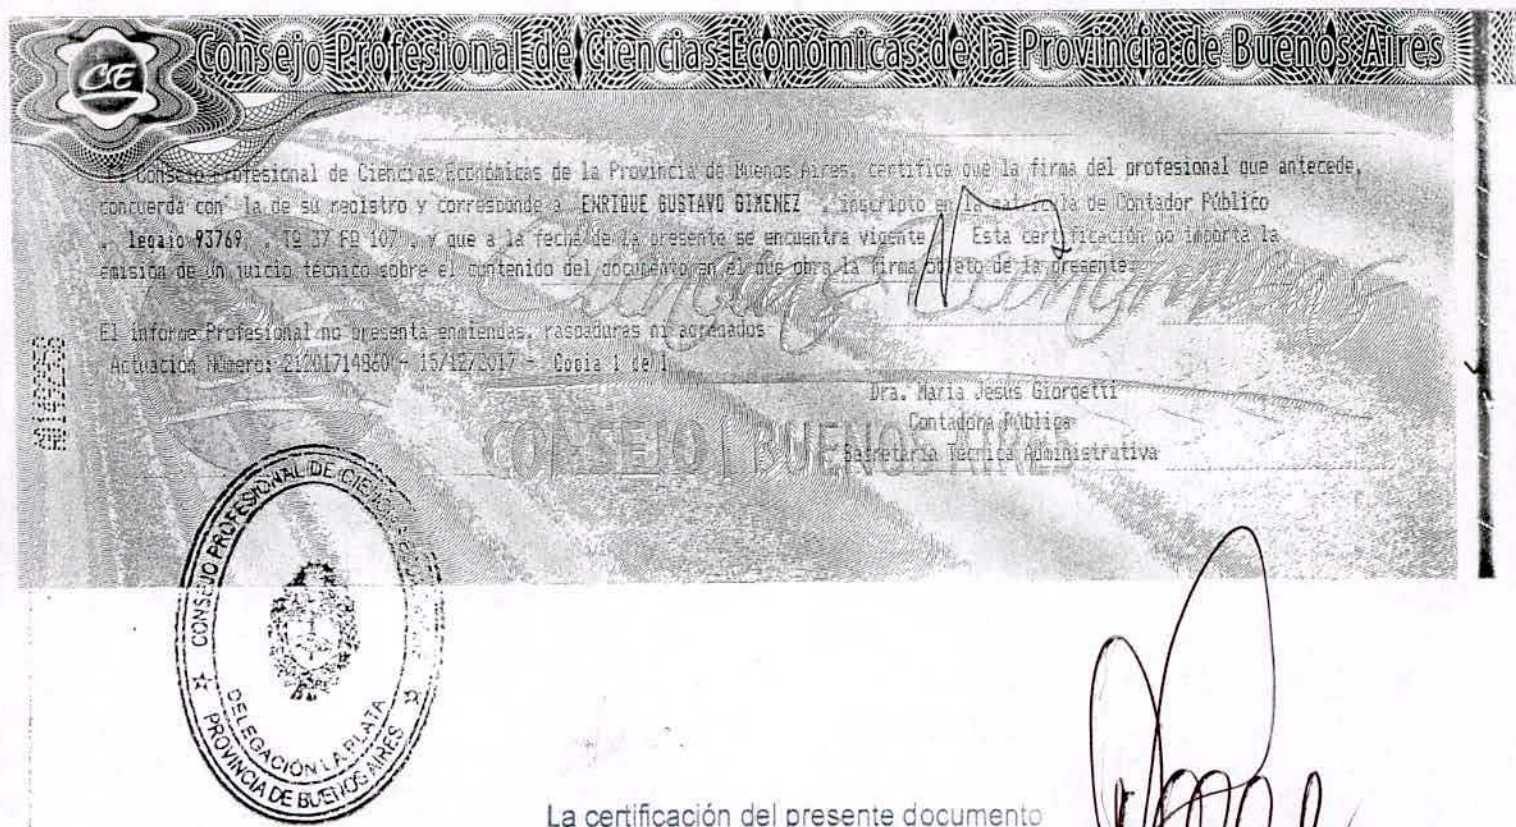 CE
Consejo Profesional de Ciencias Económicas de la Provincia de Buenos Aires
El Consejo Profesional de Ciencias Económicas de la Provincia de Buenos Aires, certifica que la firma del profesional que antecede,
concuerda con la de su registro y corresponde a ENRIQUE GUSTAVO GIMENEZ , inscripto en la matrícula de Contador Público
, legajo 93769 , Tº 37 Fº 107 , y que a la fecha de la presente se encuentra vigente. Esta certificación no importa la
emisión de un juicio técnico sobre el contenido del documento en el que obra la firma objeto de la presente.
Ciencias Económicas
El informe Profesional no presenta enmiendas, raspaduras ni agregados
Actuación Número: 21201714860 - 15/12/2017 - Copia 1 de 1
Dra. María Jesús Giorgetti
Contadora Pública
Secretaria Técnica Administrativa
CONSEJO BUENOS AIRES
CONSEJO PROFESIONAL DE
DELEGACIÓN LA PLATA
PROVINCIA DE BUENOS AIRES
La certificación del presente documento